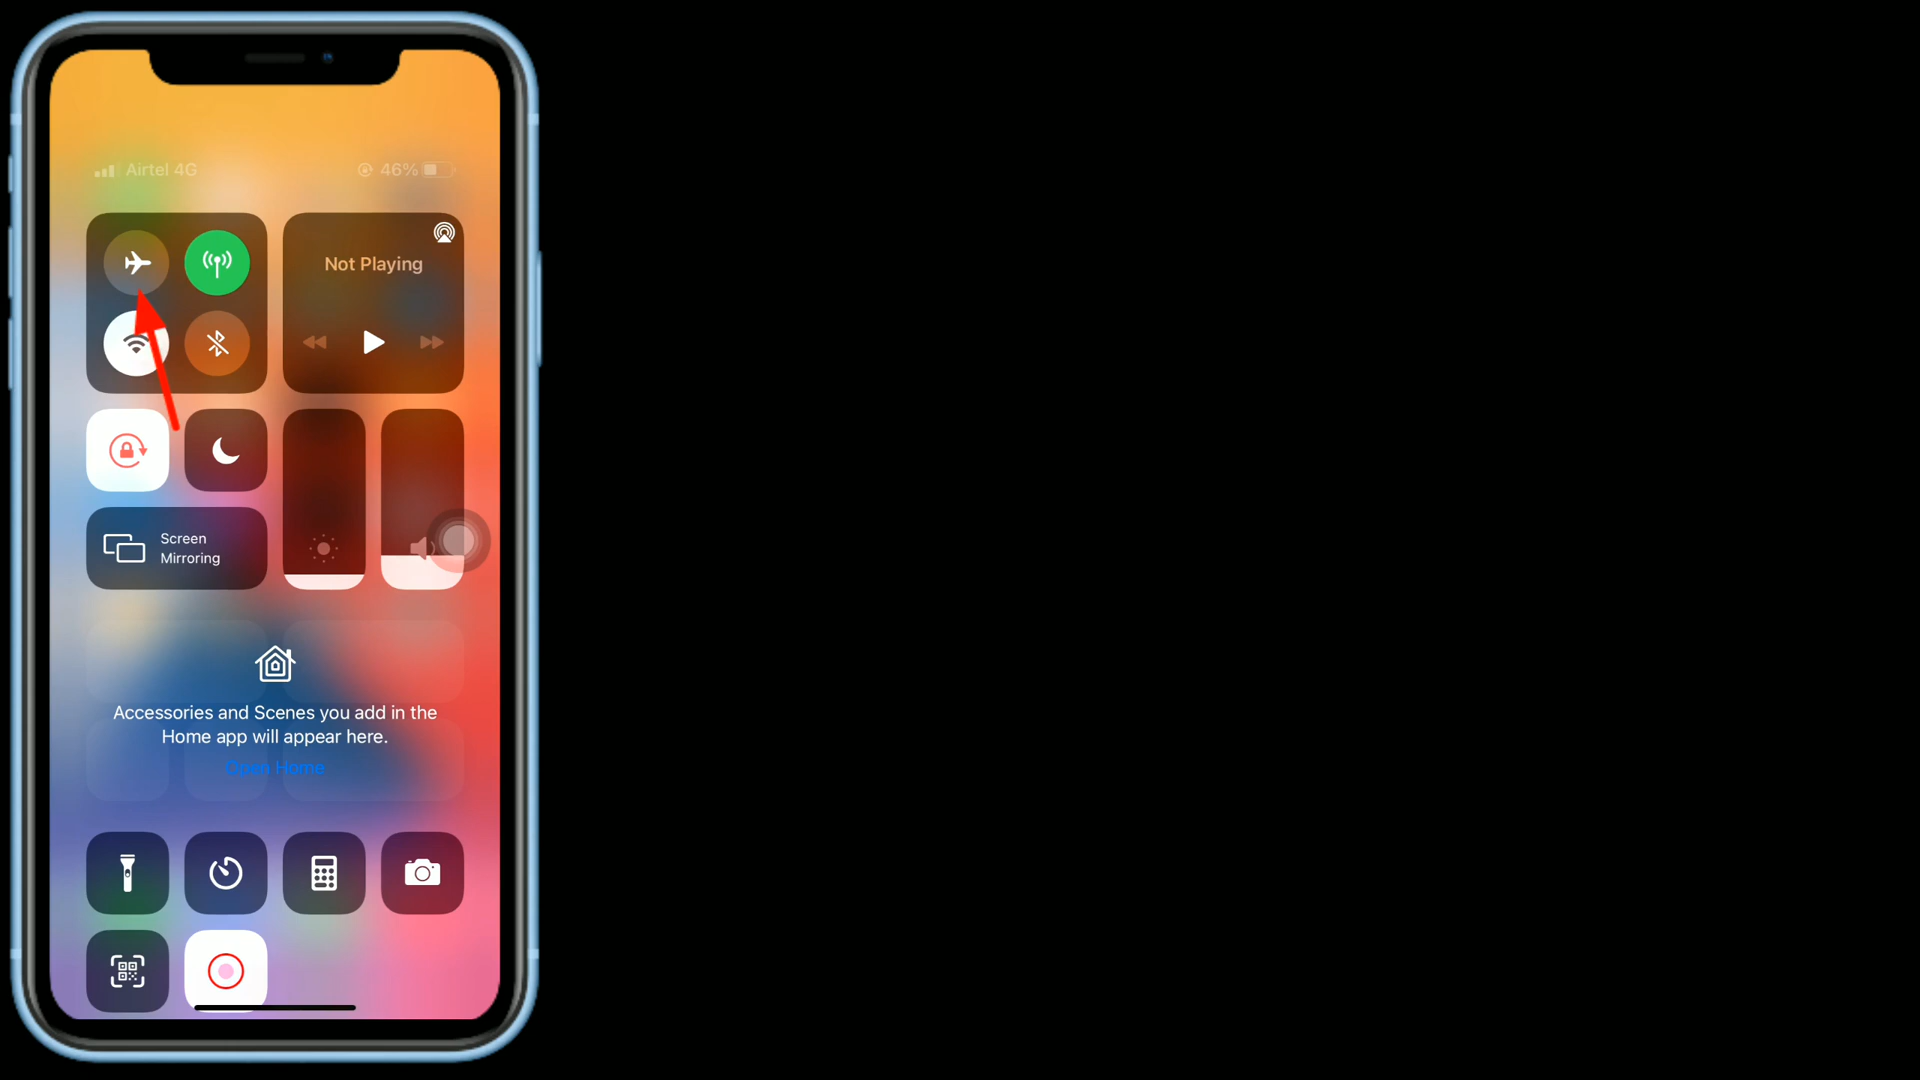 Airtel 4G
46%
Not Playing
Screen
Mirroring
Accessories and Scenes you add in the
Home app will appear here.
Open Home